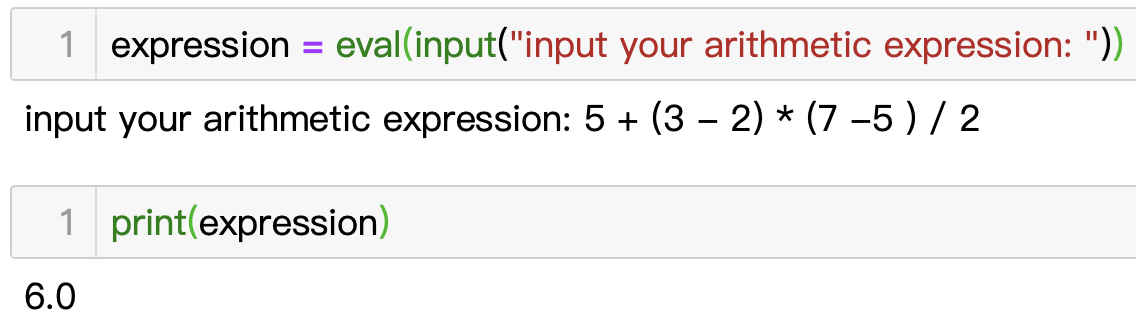 1 expression = eval(input("input your arithmetic expression: "))
input your arithmetic expression: 5 + (3 – 2) * (7 –5 ) / 2
1 print(expression)
6.0